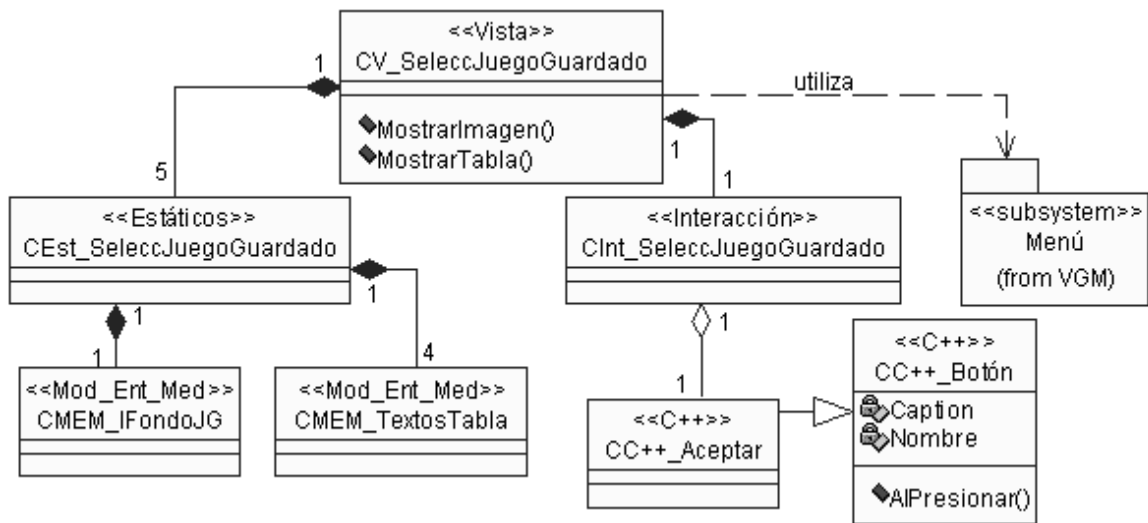 <<Vista>>
CV_SeleccJuegoGuardado
MostrarImagen()
MostrarTabla()
1
5
utiliza
1
1
<<Estáticos>>
CEst_SeleccJuegoGuardado
<<Interacción>>
CInt_SeleccJuegoGuardado
<<subsystem>>
Menú
(from VGM)
1
1
1
4
1
1
<<Mod_Ent_Med>>
CMEM_IFondoJG
<<Mod_Ent_Med>>
CMEM_TextosTabla
<<C++>>
CC++_Aceptar
<<C++>>
CC++_Botón
Caption
Nombre
AlPresionar()